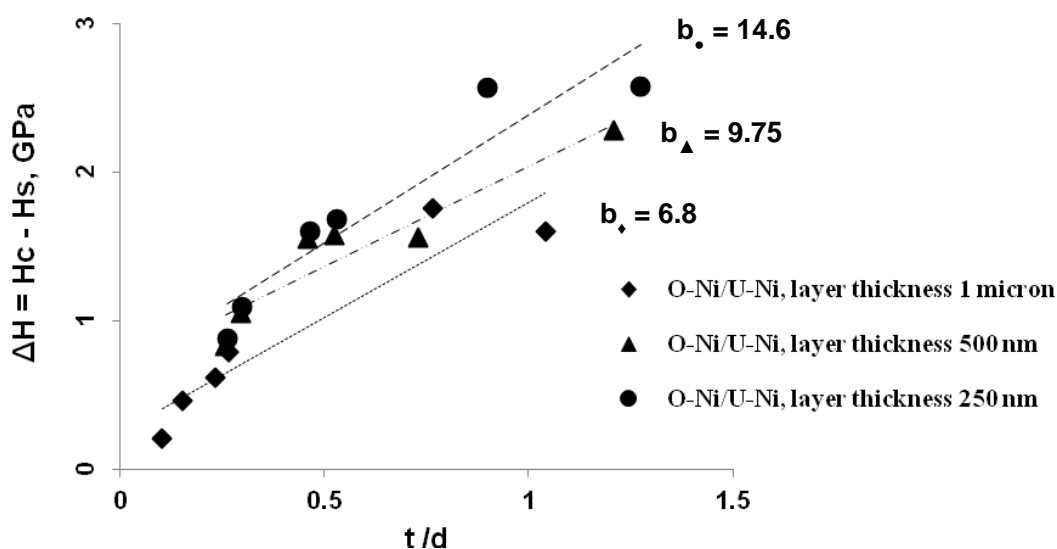 3
b● = 14.6
2
b▲ = 9.75
b♦ = 6.8
ΔH = Hc - Hs, GPa
O-Ni/U-Ni, layer thickness 1 micron
1
O-Ni/U-Ni, layer thickness 500 nm
O-Ni/U-Ni, layer thickness 250 nm
0
0 0.5 1 1.5
t /d